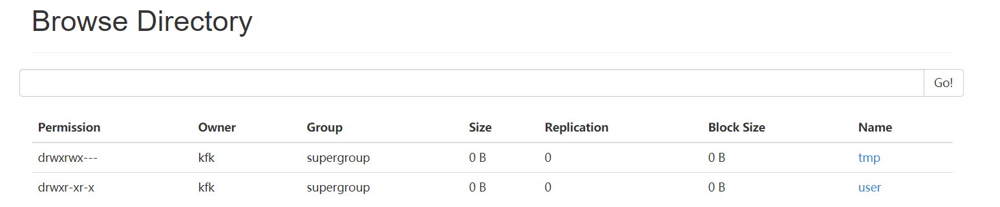 Browse Directory
Go!
Permission Owner Group Size Replication Block Size Name
drwxrwx--- kfk supergroup 0 B 0 0 B tmp
drwxr-xr-x kfk supergroup 0 B 0 0 B user